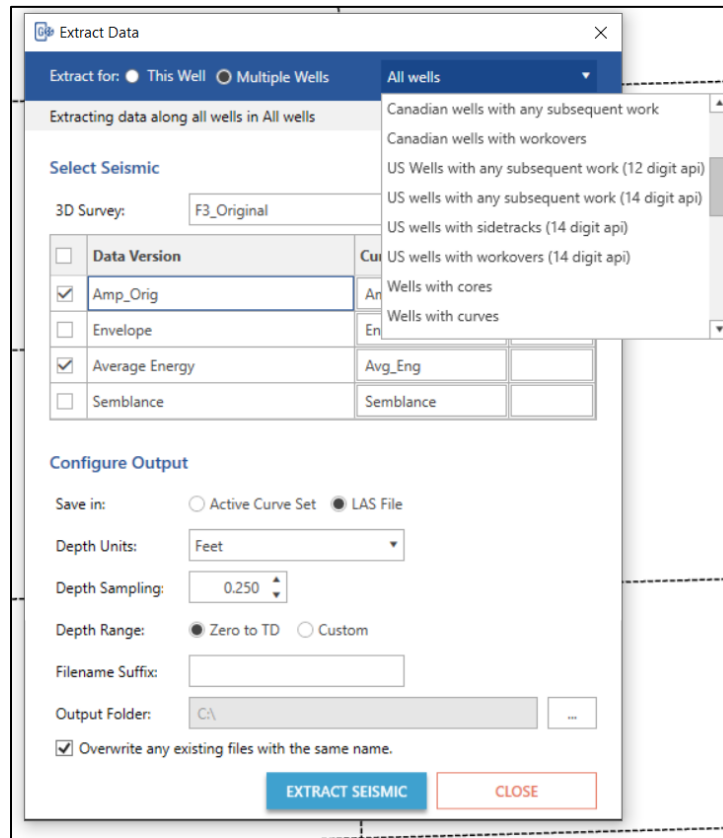 Extract Data
Extract for: This Well Multiple Wells All wells
Extracting data along all wells in All wells
Canadian wells with any subsequent work
Canadian wells with workovers
US Wells with any subsequent work (12 digit api)
US wells with any subsequent work (14 digit api)
US wells with sidetracks (14 digit api)
US wells with workovers (14 digit api)
Wells with cores
Wells with curves
Select Seismic
3D Survey: F3_Original
Data Version Cu
Amp_Orig An
Envelope En
Average Energy Avg_Eng
Semblance Semblance
Configure Output
Save in: Active Curve Set LAS File
Depth Units: Feet
Depth Sampling: 0.250
Depth Range: Zero to TD Custom
Filename Suffix:
Output Folder: C:\ ...
Overwrite any existing files with the same name.
EXTRACT SEISMIC CLOSE